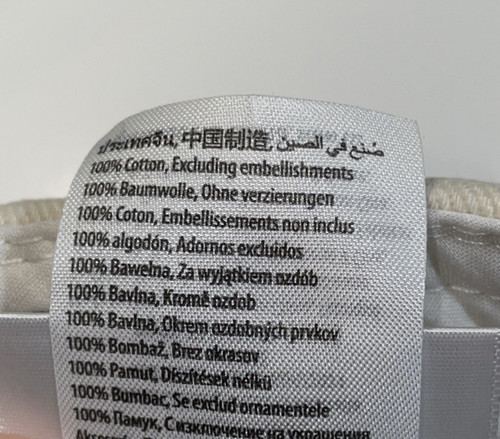 ประเทศจีน, 中国制造, صُنع في الصين
100% Cotton, Excluding embellishments
100% Baumwolle, Ohne verzierungen
100% Coton, Embellissements non inclus
100% algodón, Adornos excluidos
100% Bawełna, Za wyjątkiem ozdób
100% Bavlna, Kromě ozdob
100% Bavlna, Okrem ozdobných prvkov
100% Bombaž, Brez okrasov
100% Pamut, Díszítések nélkü
100% Bumbac, Se exclud ornamentele
100% Памук, С изключение на украшения